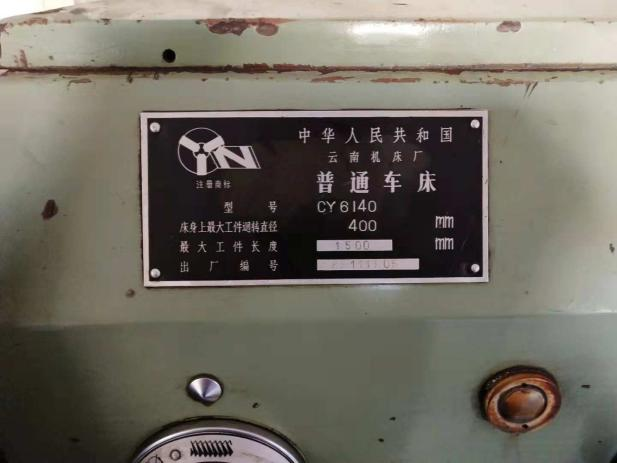 中华人民共和国
云南机床厂
YN
注册商标
普通车床
型号 CY6140
床身上最大工件迴转直径 400 mm
最大工件长度 1500 mm
出厂编号